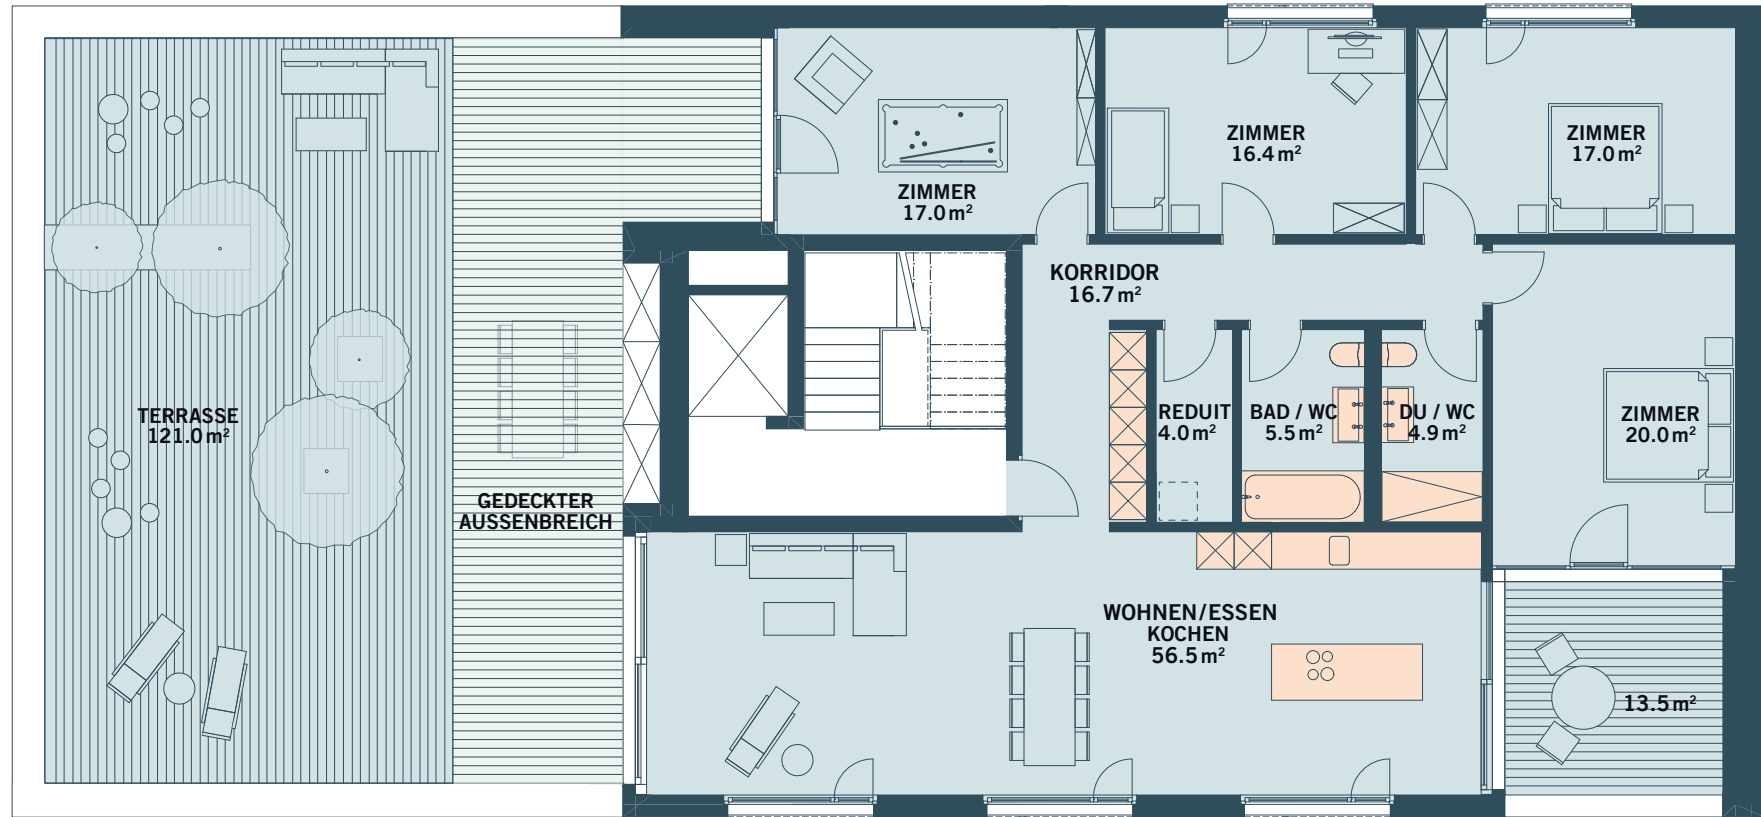 ZIMMER
17.0 m²
ZIMMER
16.4 m²
ZIMMER
17.0 m²
KORRIDOR
16.7 m²
TERRASSE
121.0 m²
GEDECKTER
AUSSENBREICH
REDUIT
4.0 m²
BAD / WC
5.5 m²
DU / WC
4.9 m²
ZIMMER
20.0 m²
WOHNEN/ESSEN
KOCHEN
56.5 m²
13.5 m²